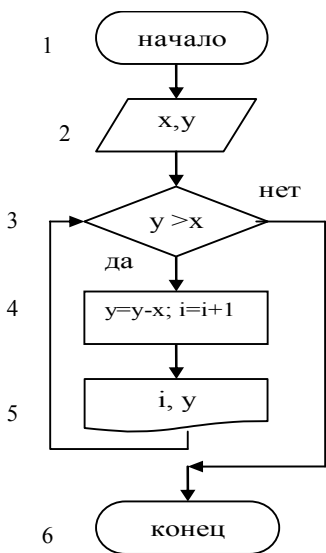 1 начало
2 x,y
нет
3 y >x
да
4 y=y-x; i=i+1
5 i, y
6 конец